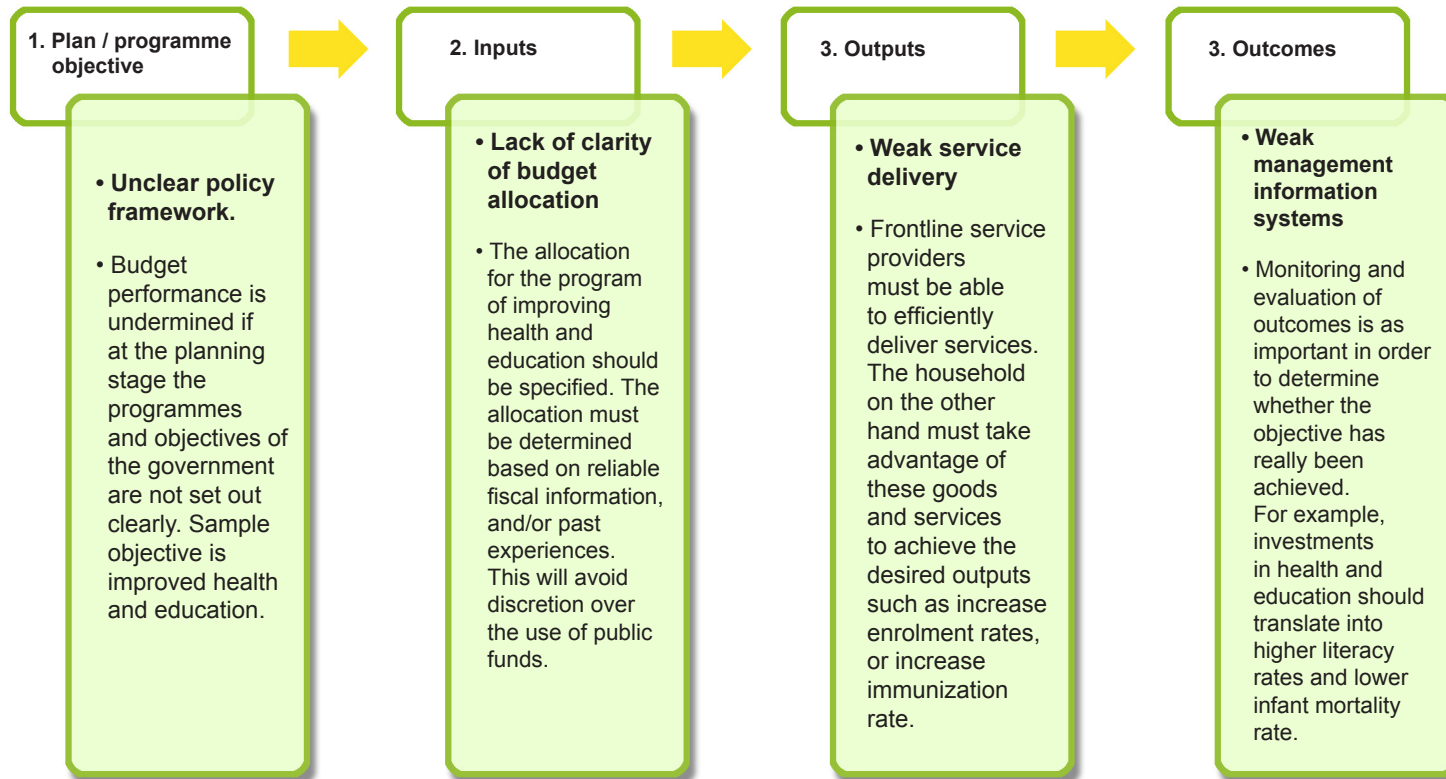 1. Plan / programme
objective
• Unclear policy
framework.
• Budget
performance is
undermined if
at the planning
stage the
programmes
and objectives of
the government
are not set out
clearly. Sample
objective is
improved health
and education.
2. Inputs
• Lack of clarity
of budget
allocation
• The allocation
for the program
of improving
health and
education should
be specified. The
allocation must
be determined
based on reliable
fiscal information,
and/or past
experiences.
This will avoid
discretion over
the use of public
funds.
3. Outputs
• Weak service
delivery
• Frontline service
providers
must be able
to efficiently
deliver services.
The household
on the other
hand must take
advantage of
these goods
and services
to achieve the
desired outputs
such as increase
enrolment rates,
or increase
immunization
rate.
3. Outcomes
• Weak
management
information
systems
• Monitoring and
evaluation of
outcomes is as
important in order
to determine
whether the
objective has
really been
achieved.
For example,
investments
in health and
education should
translate into
higher literacy
rates and lower
infant mortality
rate.